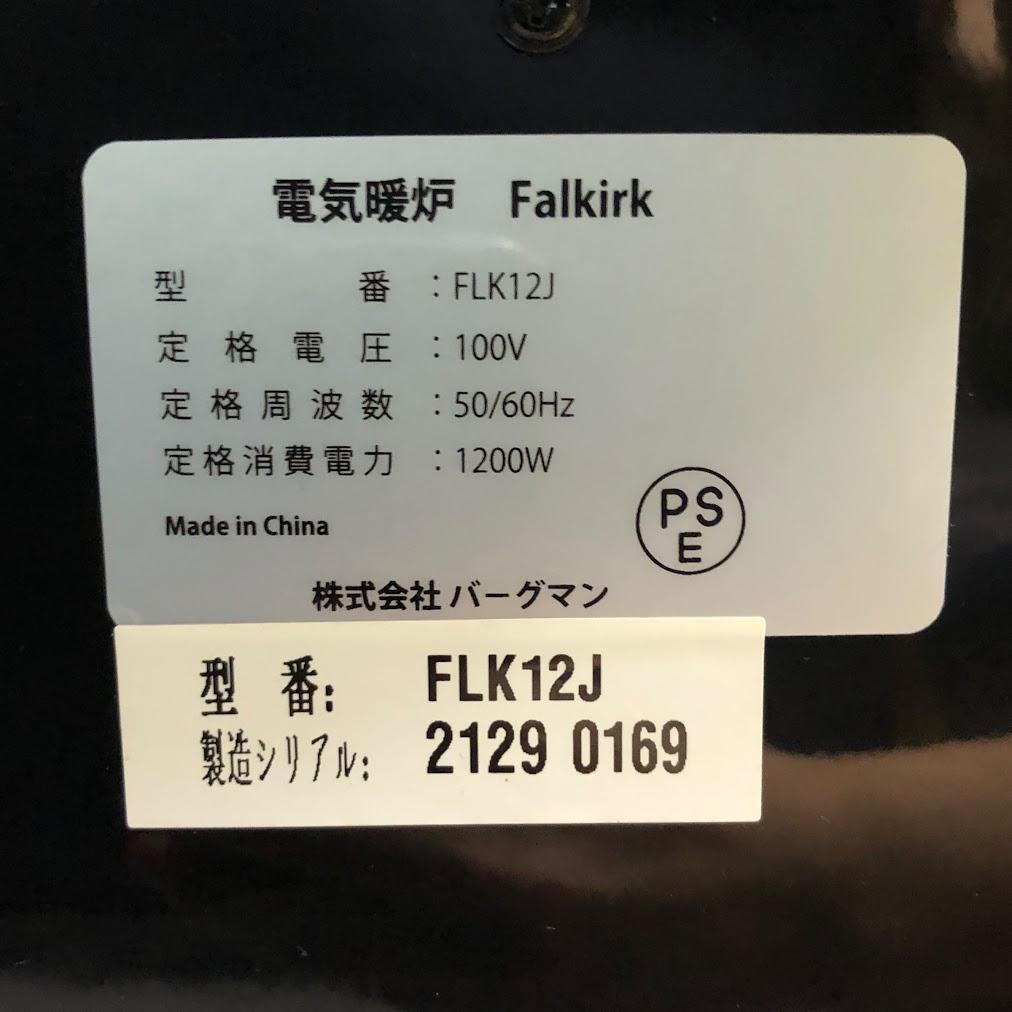 電気暖炉 Falkirk
型番：FLK12J
定格電圧：100V
定格周波数：50/60Hz
定格消費電力：1200W
Made in China
PS
E
株式会社バーグマン
型番: FLK12J
製造シリアル: 2129 0169